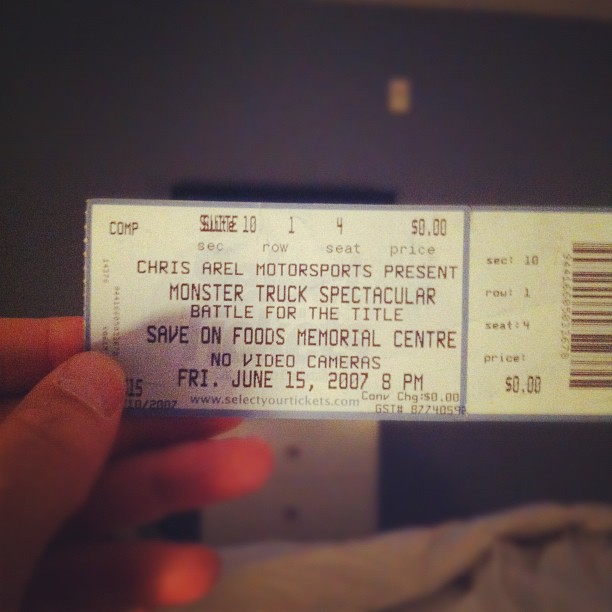 COMP SUITE 10 1 4 $0.00
sec row seat price
CHRIS AREL MOTORSPORTS PRESENT
MONSTER TRUCK SPECTACULAR
BATTLE FOR THE TITLE
SAVE ON FOODS MEMORIAL CENTRE
NO VIDEO CAMERAS
FRI. JUNE 15, 2007 8 PM
www.selectyourtickets.com
Conv Chg:$0.00
GST# 8774059
sec: 10
row: 1
seat: 4
price:
$0.00